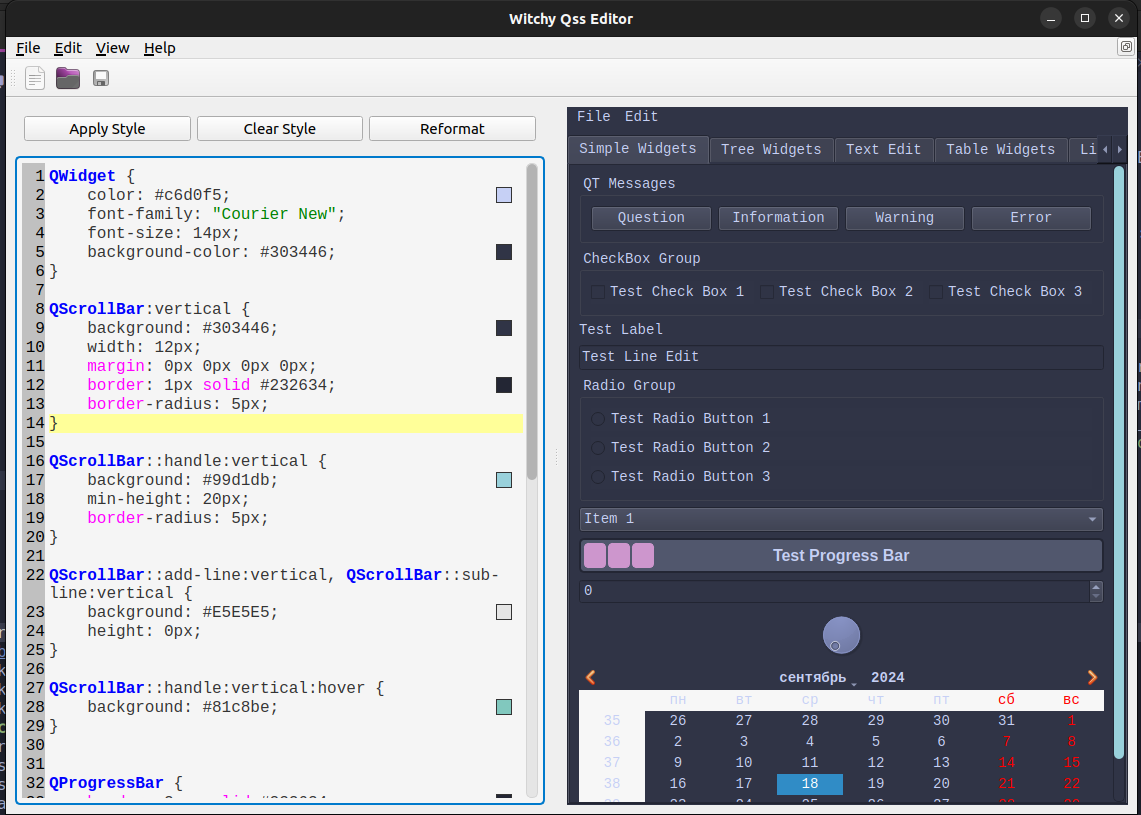 Witchy Qss Editor
File Edit View Help
Apply Style Clear Style Reformat
1 QWidget {
2 color: #c6d0f5;
3 font-family: "Courier New";
4 font-size: 14px;
5 background-color: #303446;
6 }
7
8 QScrollBar:vertical {
9 background: #303446;
10 width: 12px;
11 margin: 0px 0px 0px 0px;
12 border: 1px solid #232634;
13 border-radius: 5px;
14 }
15
16 QScrollBar::handle:vertical {
17 background: #99d1db;
18 min-height: 20px;
19 border-radius: 5px;
20 }
21
22 QScrollBar::add-line:vertical, QScrollBar::sub-
line:vertical {
23 background: #E5E5E5;
24 height: 0px;
25 }
26
27 QScrollBar::handle:vertical:hover {
28 background: #81c8be;
29 }
30
31
32 QProgressBar {
File Edit
Simple Widgets Tree Widgets Text Edit Table Widgets Li
QT Messages
Question Information Warning Error
CheckBox Group
Test Check Box 1 Test Check Box 2 Test Check Box 3
Test Label
Test Line Edit
Radio Group
Test Radio Button 1
Test Radio Button 2
Test Radio Button 3
Item 1
Test Progress Bar
0
сентябрь 2024
пн вт ср чт пт сб вс
35 26 27 28 29 30 31 1
36 2 3 4 5 6 7 8
37 9 10 11 12 13 14 15
38 16 17 18 19 20 21 22